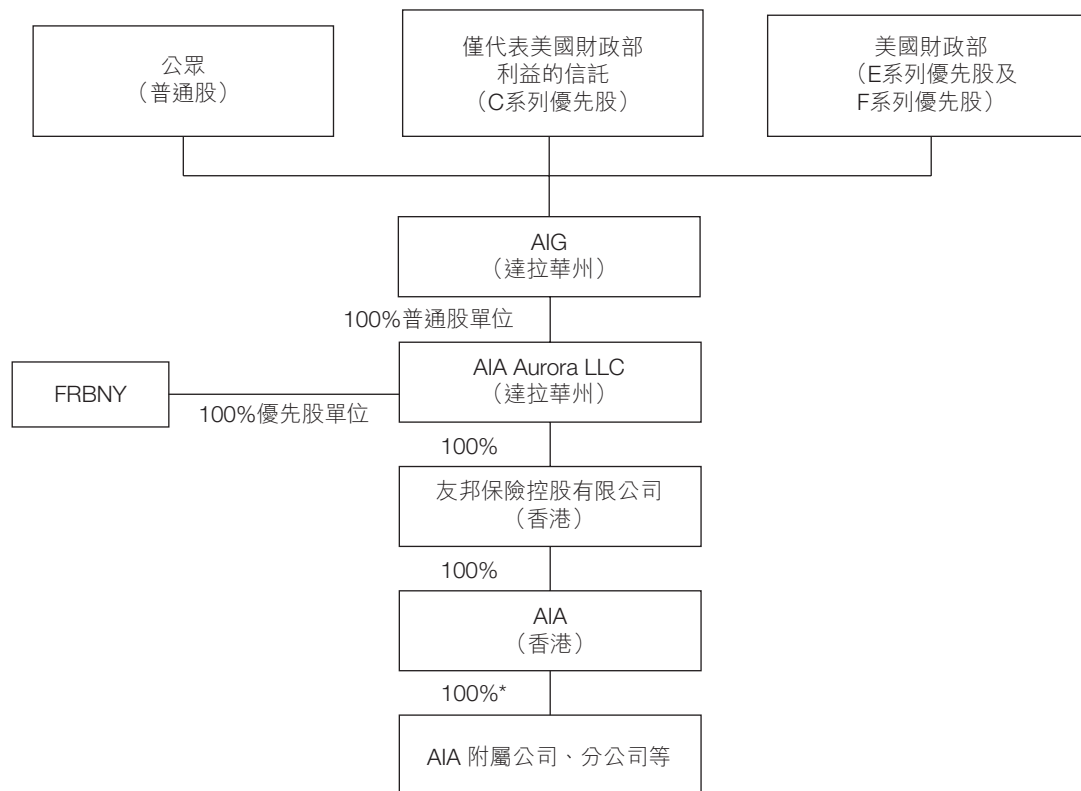 公眾
（普通股）
僅代表美國財政部
利益的信託
（C系列優先股）
美國財政部
（E系列優先股及
F系列優先股）
AIG
（達拉華州）
100%普通股單位
FRBNY
100%優先股單位
AIA Aurora LLC
（達拉華州）
100%
友邦保險控股有限公司
（香港）
100%
AIA
（香港）
100%*
AIA 附屬公司、分公司等